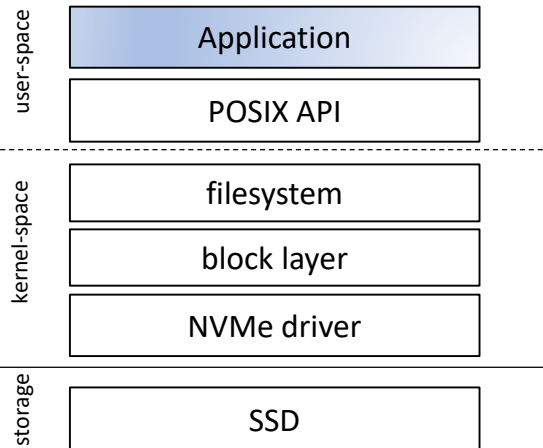 user-space
Application
POSIX API
kernel-space
filesystem
block layer
NVMe driver
storage
SSD